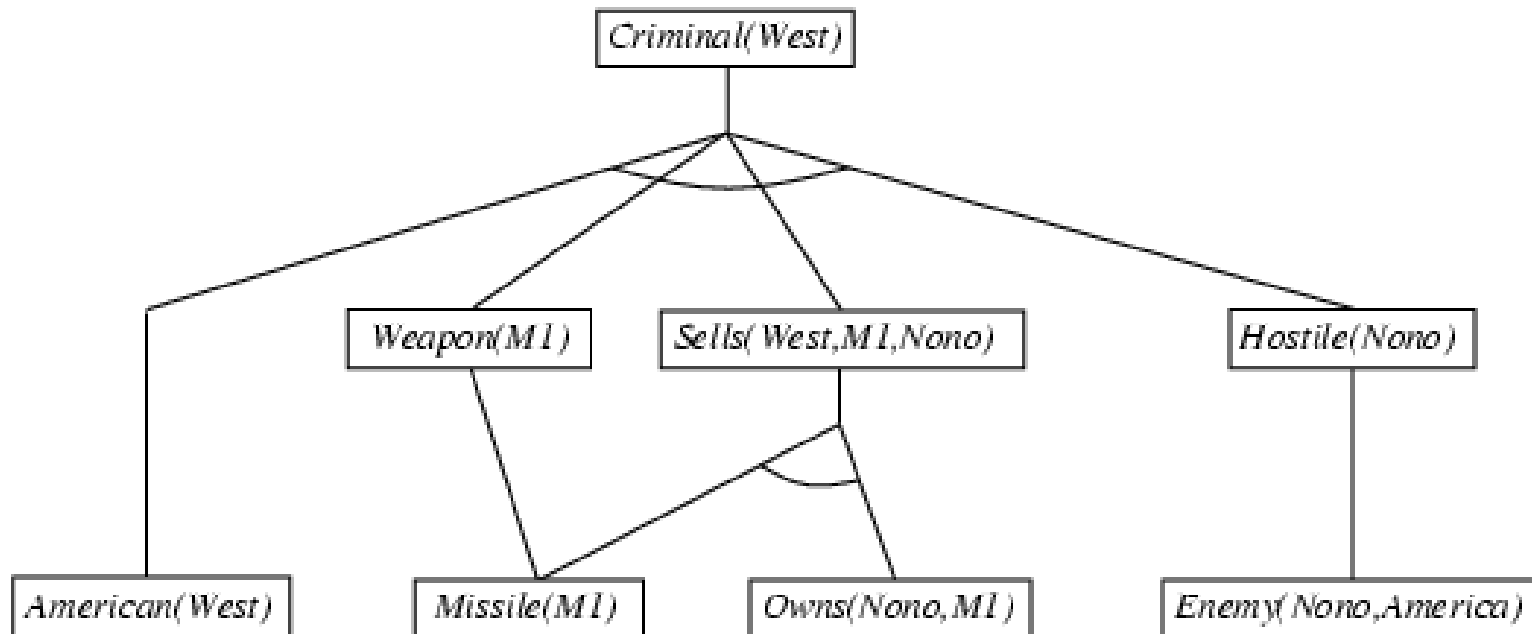 Criminal(West)
Weapon(M1)
Sells(West,M1,Nono)
Hostile(Nono)
American(West)
Missile(M1)
Owns(Nono,M1)
Enemy(Nono,America)